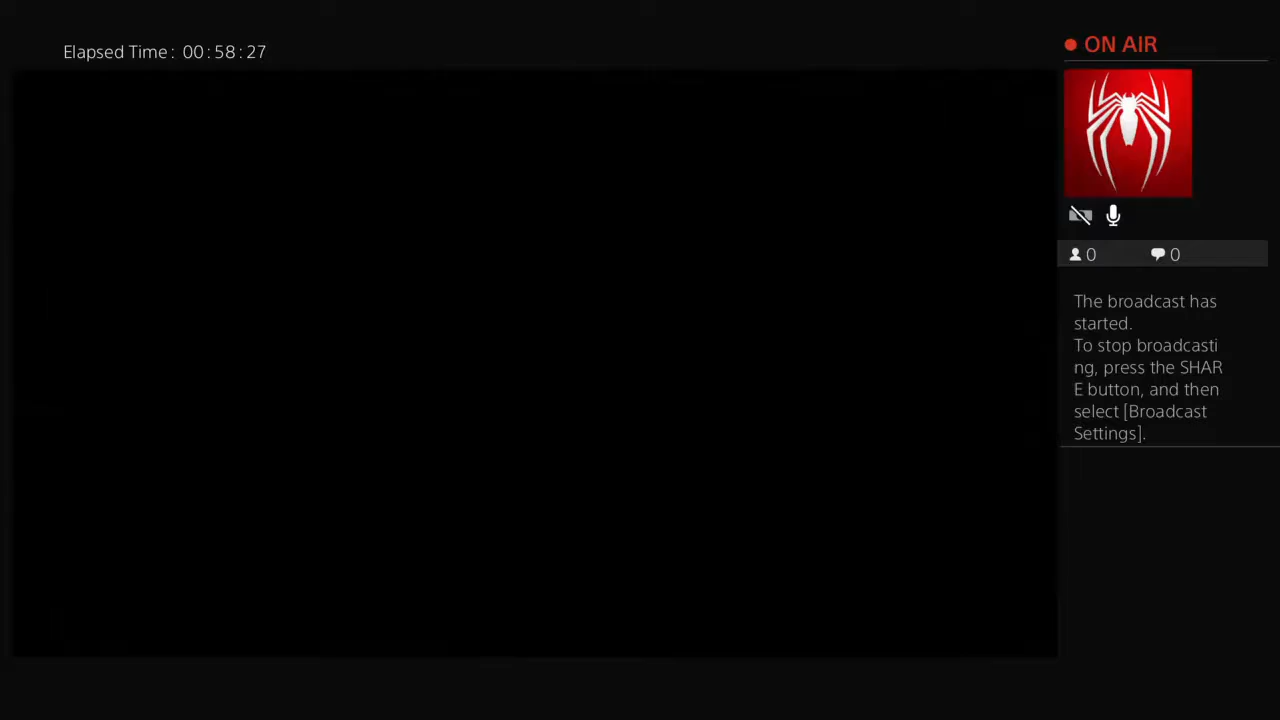 Elapsed Time: 00:58:27
ON AIR
0
0
The broadcast has
started.
To stop broadcasti
ng, press the SHAR
E button, and then
select [Broadcast
Settings].